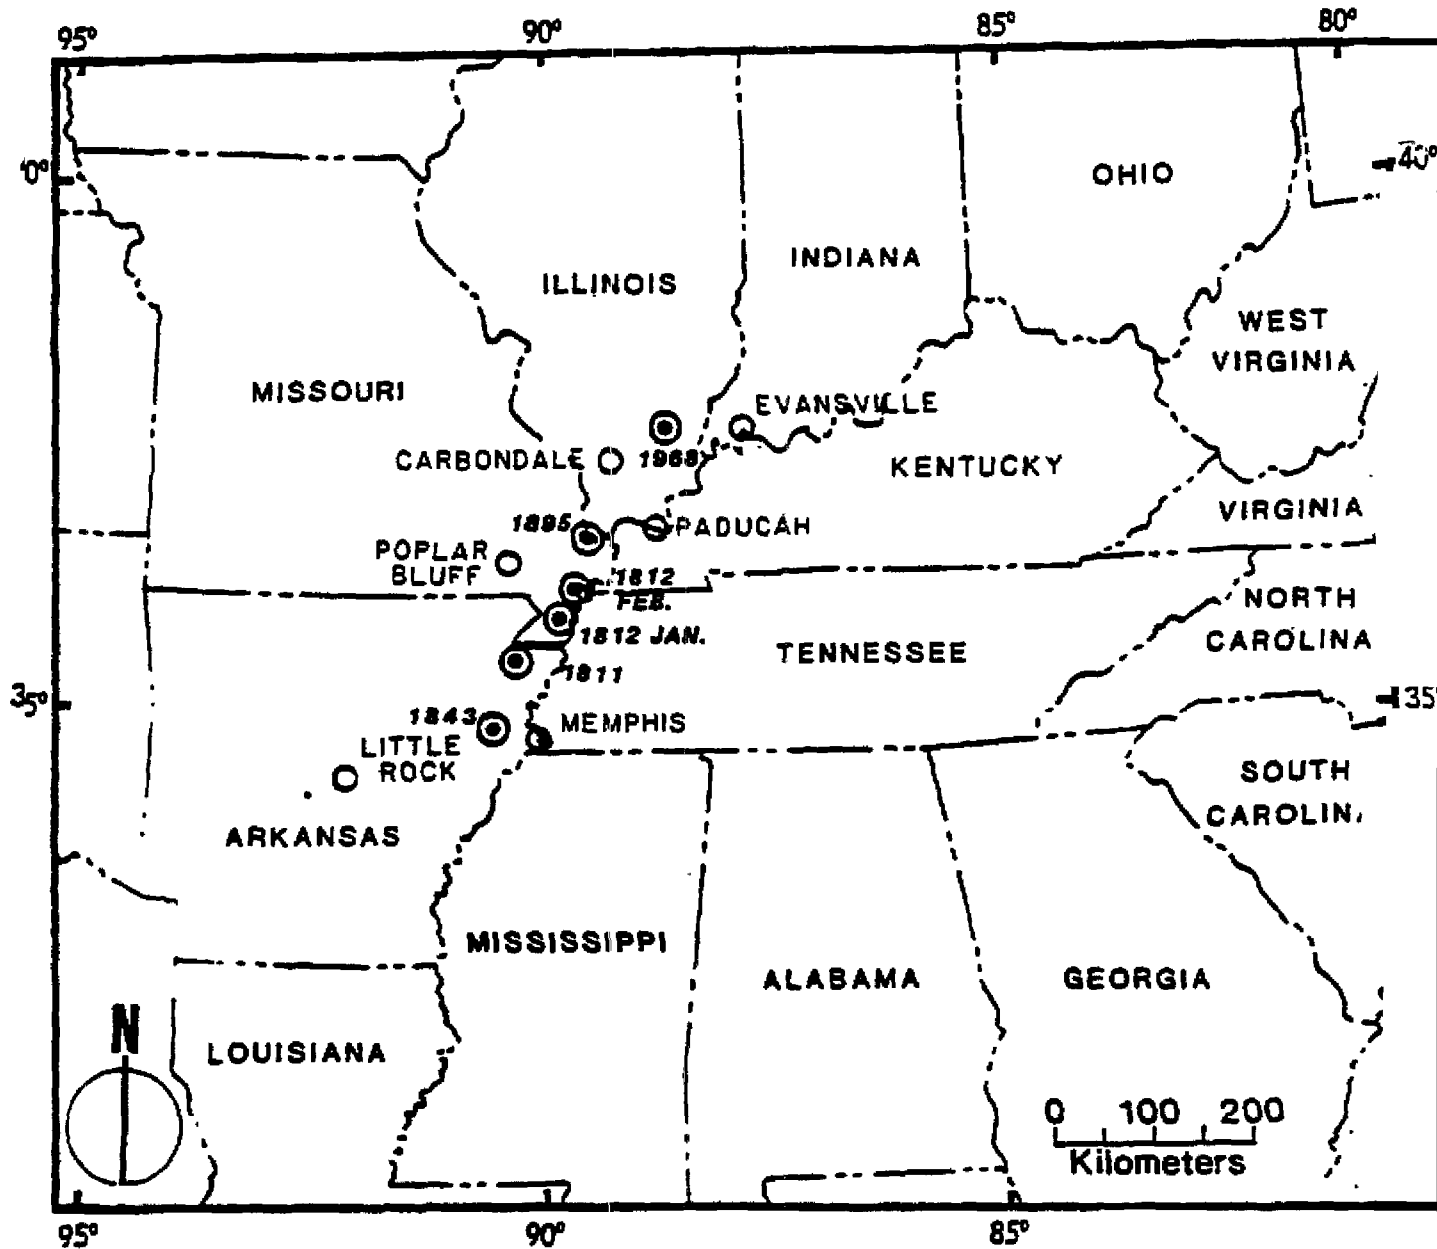 95°
90°
85°
80°
0°
40°
OHIO
INDIANA
ILLINOIS
WEST
VIRGINIA
MISSOURI
EVANSVILLE
CARBONDALE
1968
KENTUCKY
1895
PADUCAH
VIRGINIA
POPLAR
BLUFF
1812
FEB.
NORTH
CAROLINA
1812 JAN.
TENNESSEE
1811
35°
35
1843
MEMPHIS
LITTLE
ROCK
SOUTH
CAROLIN
ARKANSAS
MISSISSIPPI
ALABAMA
GEORGIA
N
LOUISIANA
0 100 200
Kilometers
95°
90°
85°